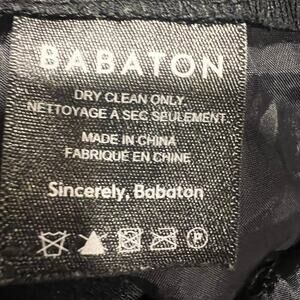 BABATON
DRY CLEAN ONLY.
NETTOYAGE A SEC SEULEMENT.
MADE IN CHINA
FABRIQUÉ EN CHINE
Sincerely, Babaton
P